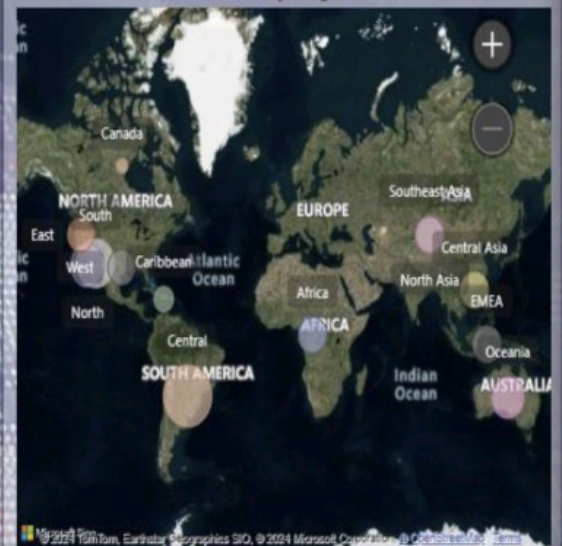 +
−
Canada
NORTH AMERICA
South
East
West
Caribbean
Atlantic
Ocean
North
Central
SOUTH AMERICA
EUROPE
Africa
AFRICA
Southeast Asia
Central Asia
North Asia
EMEA
Oceania
AUSTRALIA
Indian
Ocean
© 2024 TomTom, Earthstar Geographics SIO, © 2024 Microsoft Corporation, © OpenStreetMap Terms